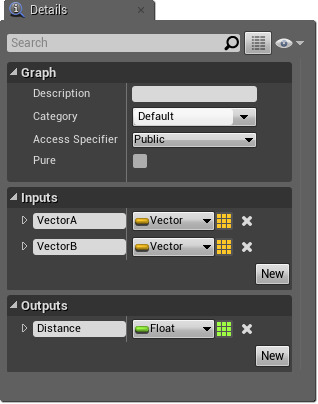 Details
Search
Graph
Description
Category Default
Access Specifier Public
Pure
Inputs
VectorA Vector
VectorB Vector
New
Outputs
Distance Float
New